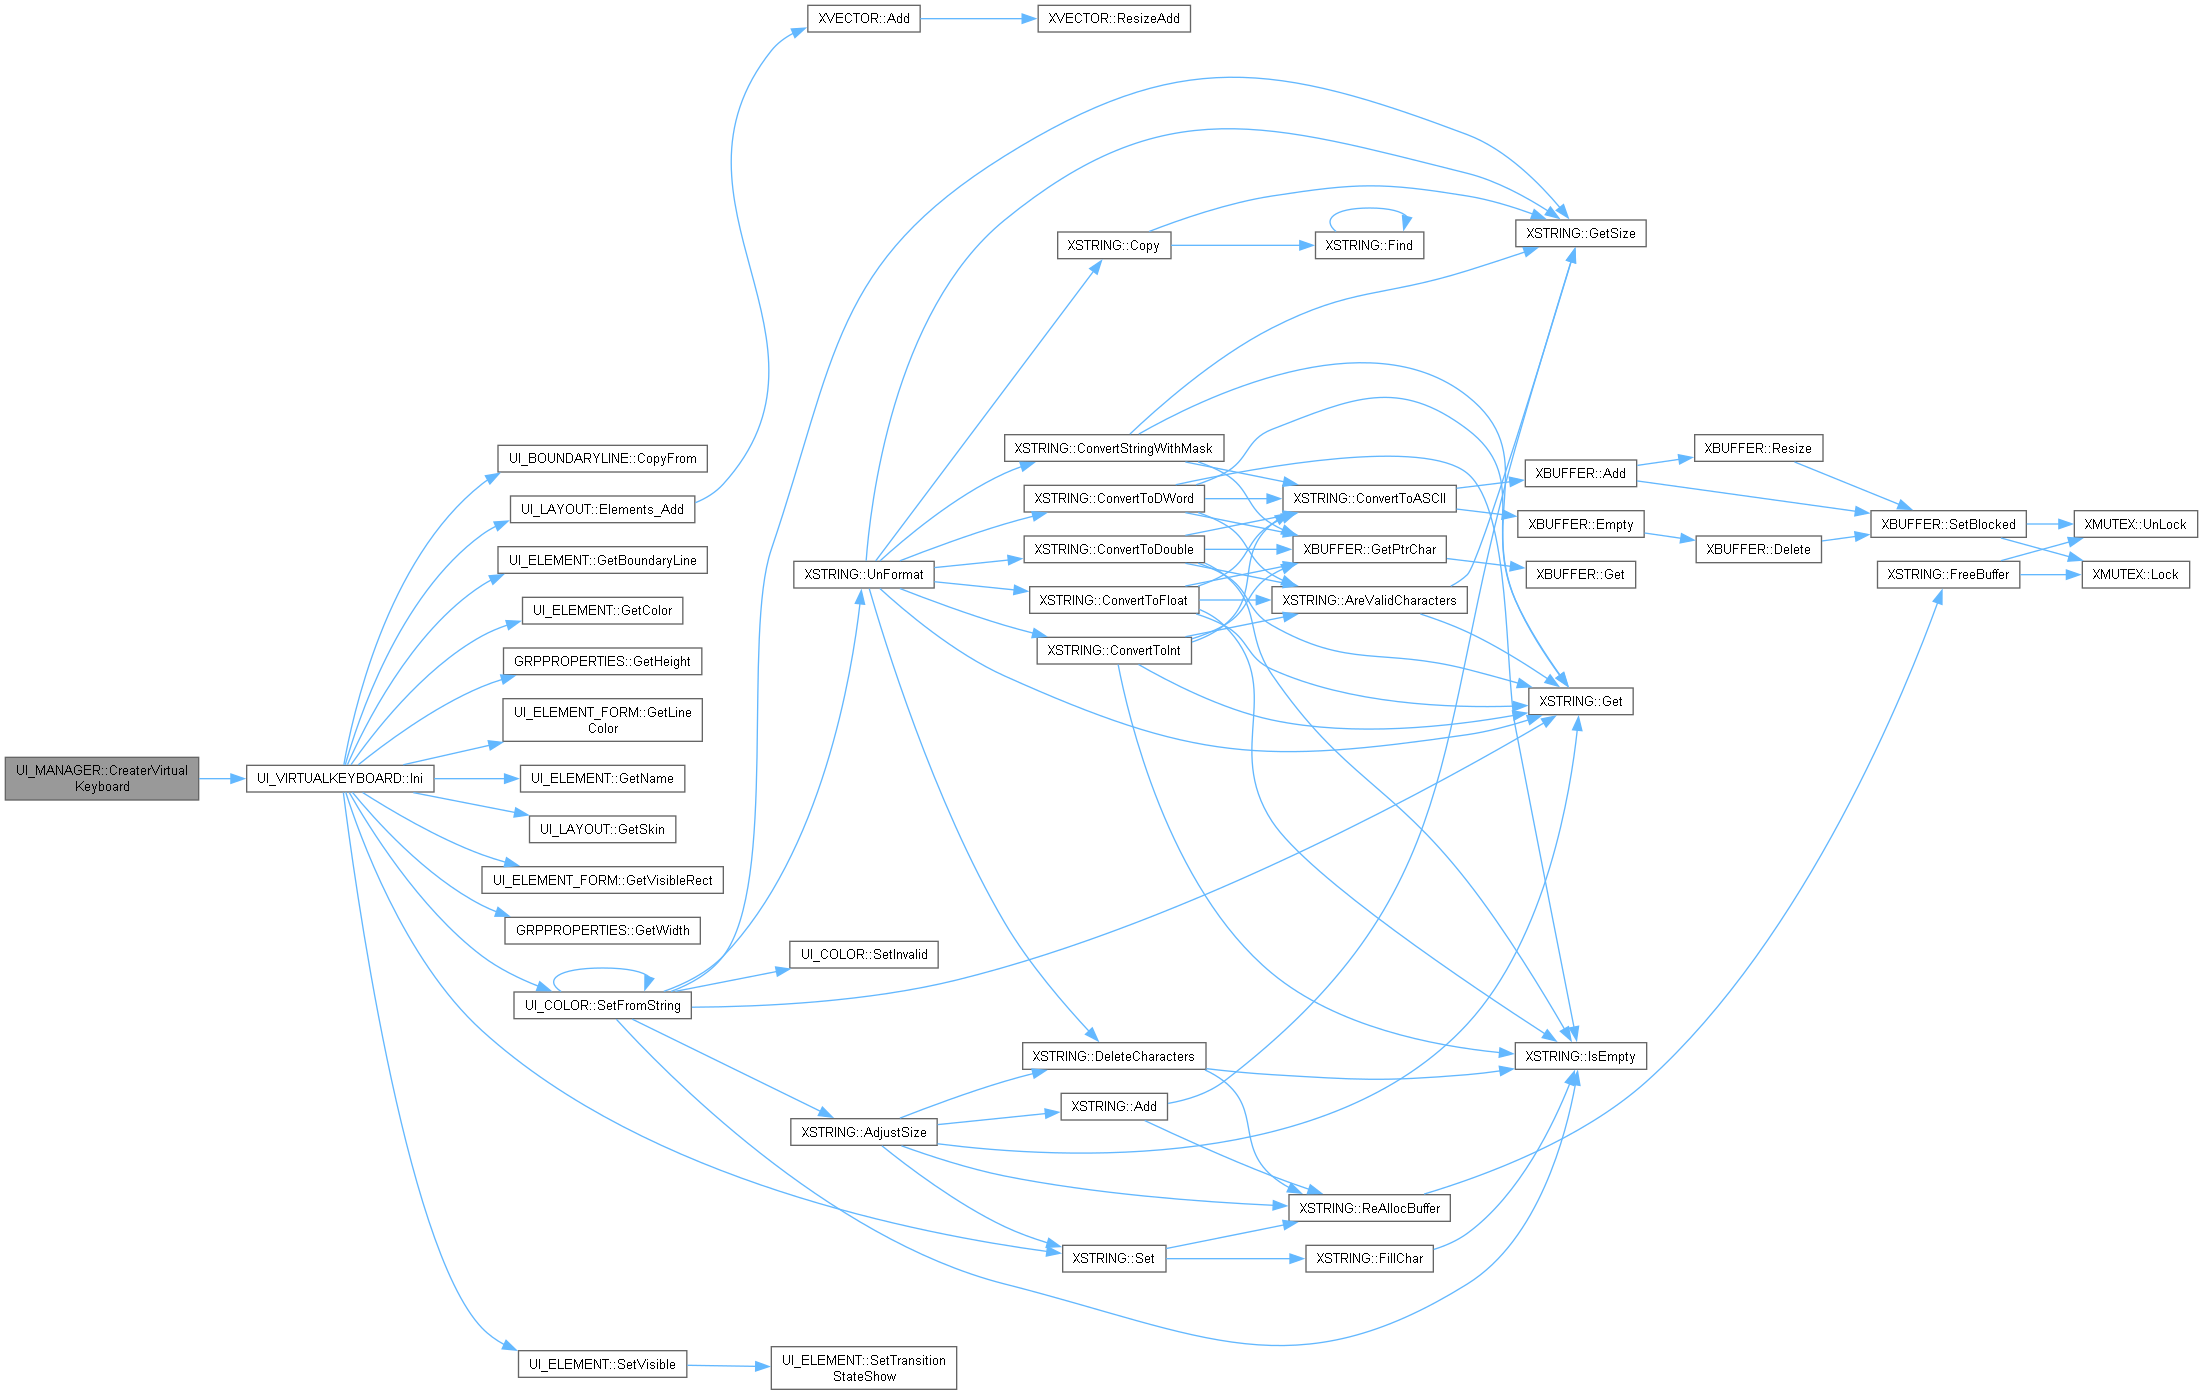 UI_MANAGER::CreaterVirtual
Keyboard
UI_VIRTUALKEYBOARD::Ini
UI_BOUNDARYLINE::CopyFrom
UI_LAYOUT::Elements_Add
UI_ELEMENT::GetBoundaryLine
UI_ELEMENT::GetColor
GRPPROPERTIES::GetHeight
UI_ELEMENT_FORM::GetLine
Color
UI_ELEMENT::GetName
UI_LAYOUT::GetSkin
UI_ELEMENT_FORM::GetVisibleRect
GRPPROPERTIES::GetWidth
UI_COLOR::SetFromString
UI_ELEMENT::SetVisible
XVECTOR::Add
XVECTOR::ResizeAdd
XSTRING::UnFormat
UI_COLOR::SetInvalid
XSTRING::AdjustSize
UI_ELEMENT::SetTransition
StateShow
XSTRING::Copy
XSTRING::ConvertStringWithMask
XSTRING::ConvertToDWord
XSTRING::ConvertToDouble
XSTRING::ConvertToFloat
XSTRING::ConvertToInt
XSTRING::DeleteCharacters
XSTRING::Add
XSTRING::Set
XSTRING::Find
XSTRING::ConvertToASCII
XBUFFER::GetPtrChar
XSTRING::AreValidCharacters
XSTRING::ReAllocBuffer
XSTRING::FillChar
XSTRING::GetSize
XBUFFER::Add
XBUFFER::Empty
XBUFFER::Get
XSTRING::Get
XSTRING::IsEmpty
XBUFFER::Resize
XBUFFER::Delete
XBUFFER::SetBlocked
XSTRING::FreeBuffer
XMUTEX::UnLock
XMUTEX::Lock